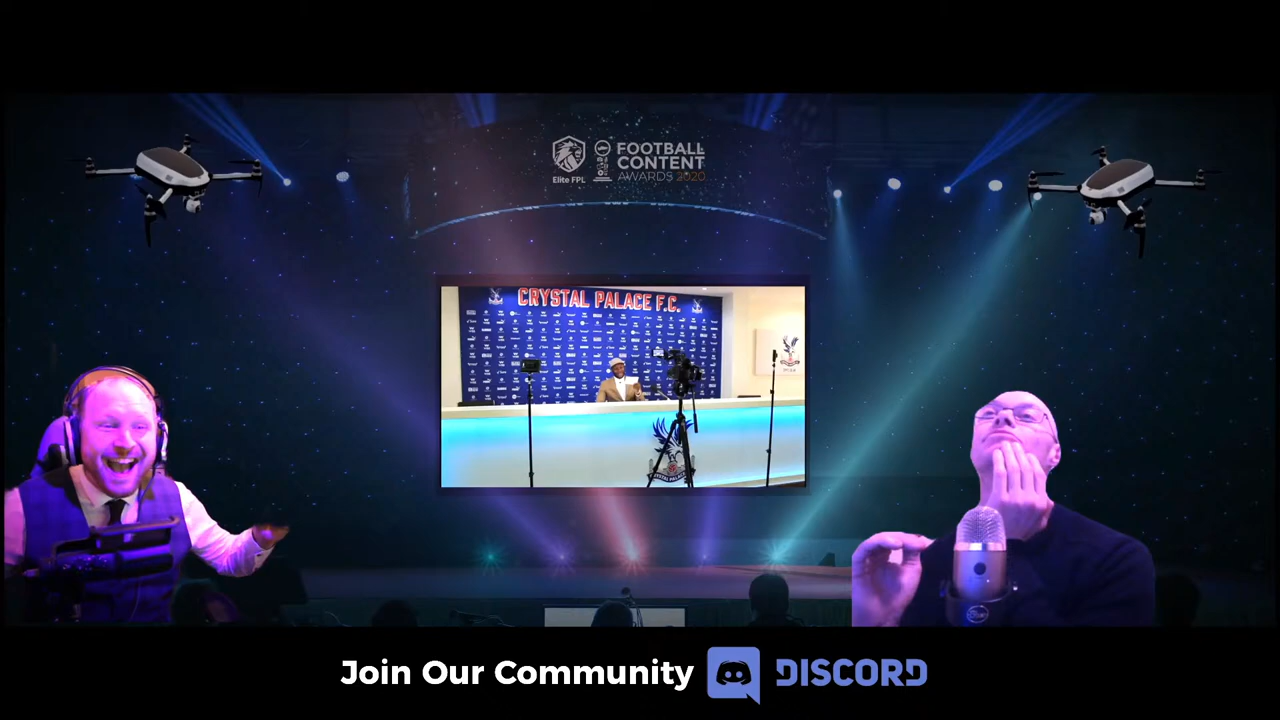 FOOTBALL
CONTENT
AWARDS 2020
Elite FPL
CRYSTAL PALACE F.C.
Join Our Community DISCORD